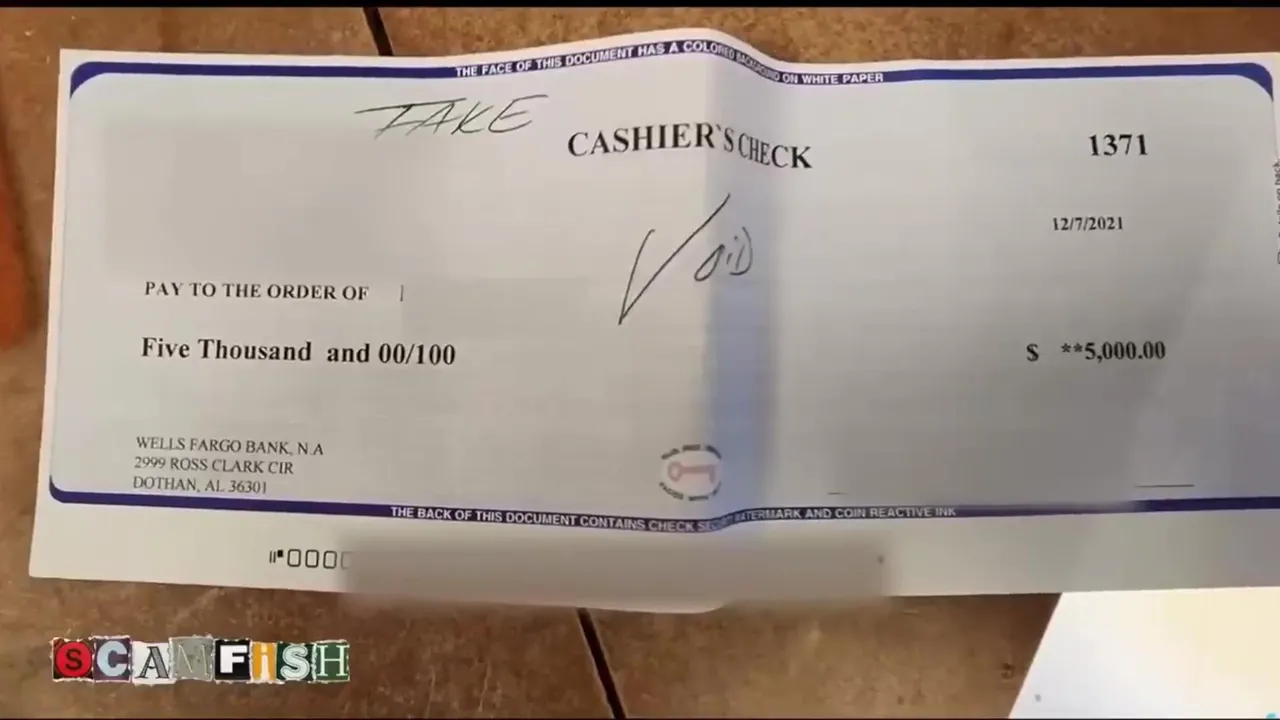 THE FACE OF THIS DOCUMENT HAS A COLORED BACKGROUND ON WHITE PAPER
TAKE
CASHIER'S CHECK
1371
VOiD
12/7/2021
PAY TO THE ORDER OF
Five Thousand and 00/100
$ **5,000.00
WELLS FARGO BANK, N.A
2999 ROSS CLARK CIR
DOTHAN, AL 36301
THE BACK OF THIS DOCUMENT CONTAINS CHECK SECURITY WATERMARK AND COIN REACTIVE INK
⑈000
SCAMFiSH